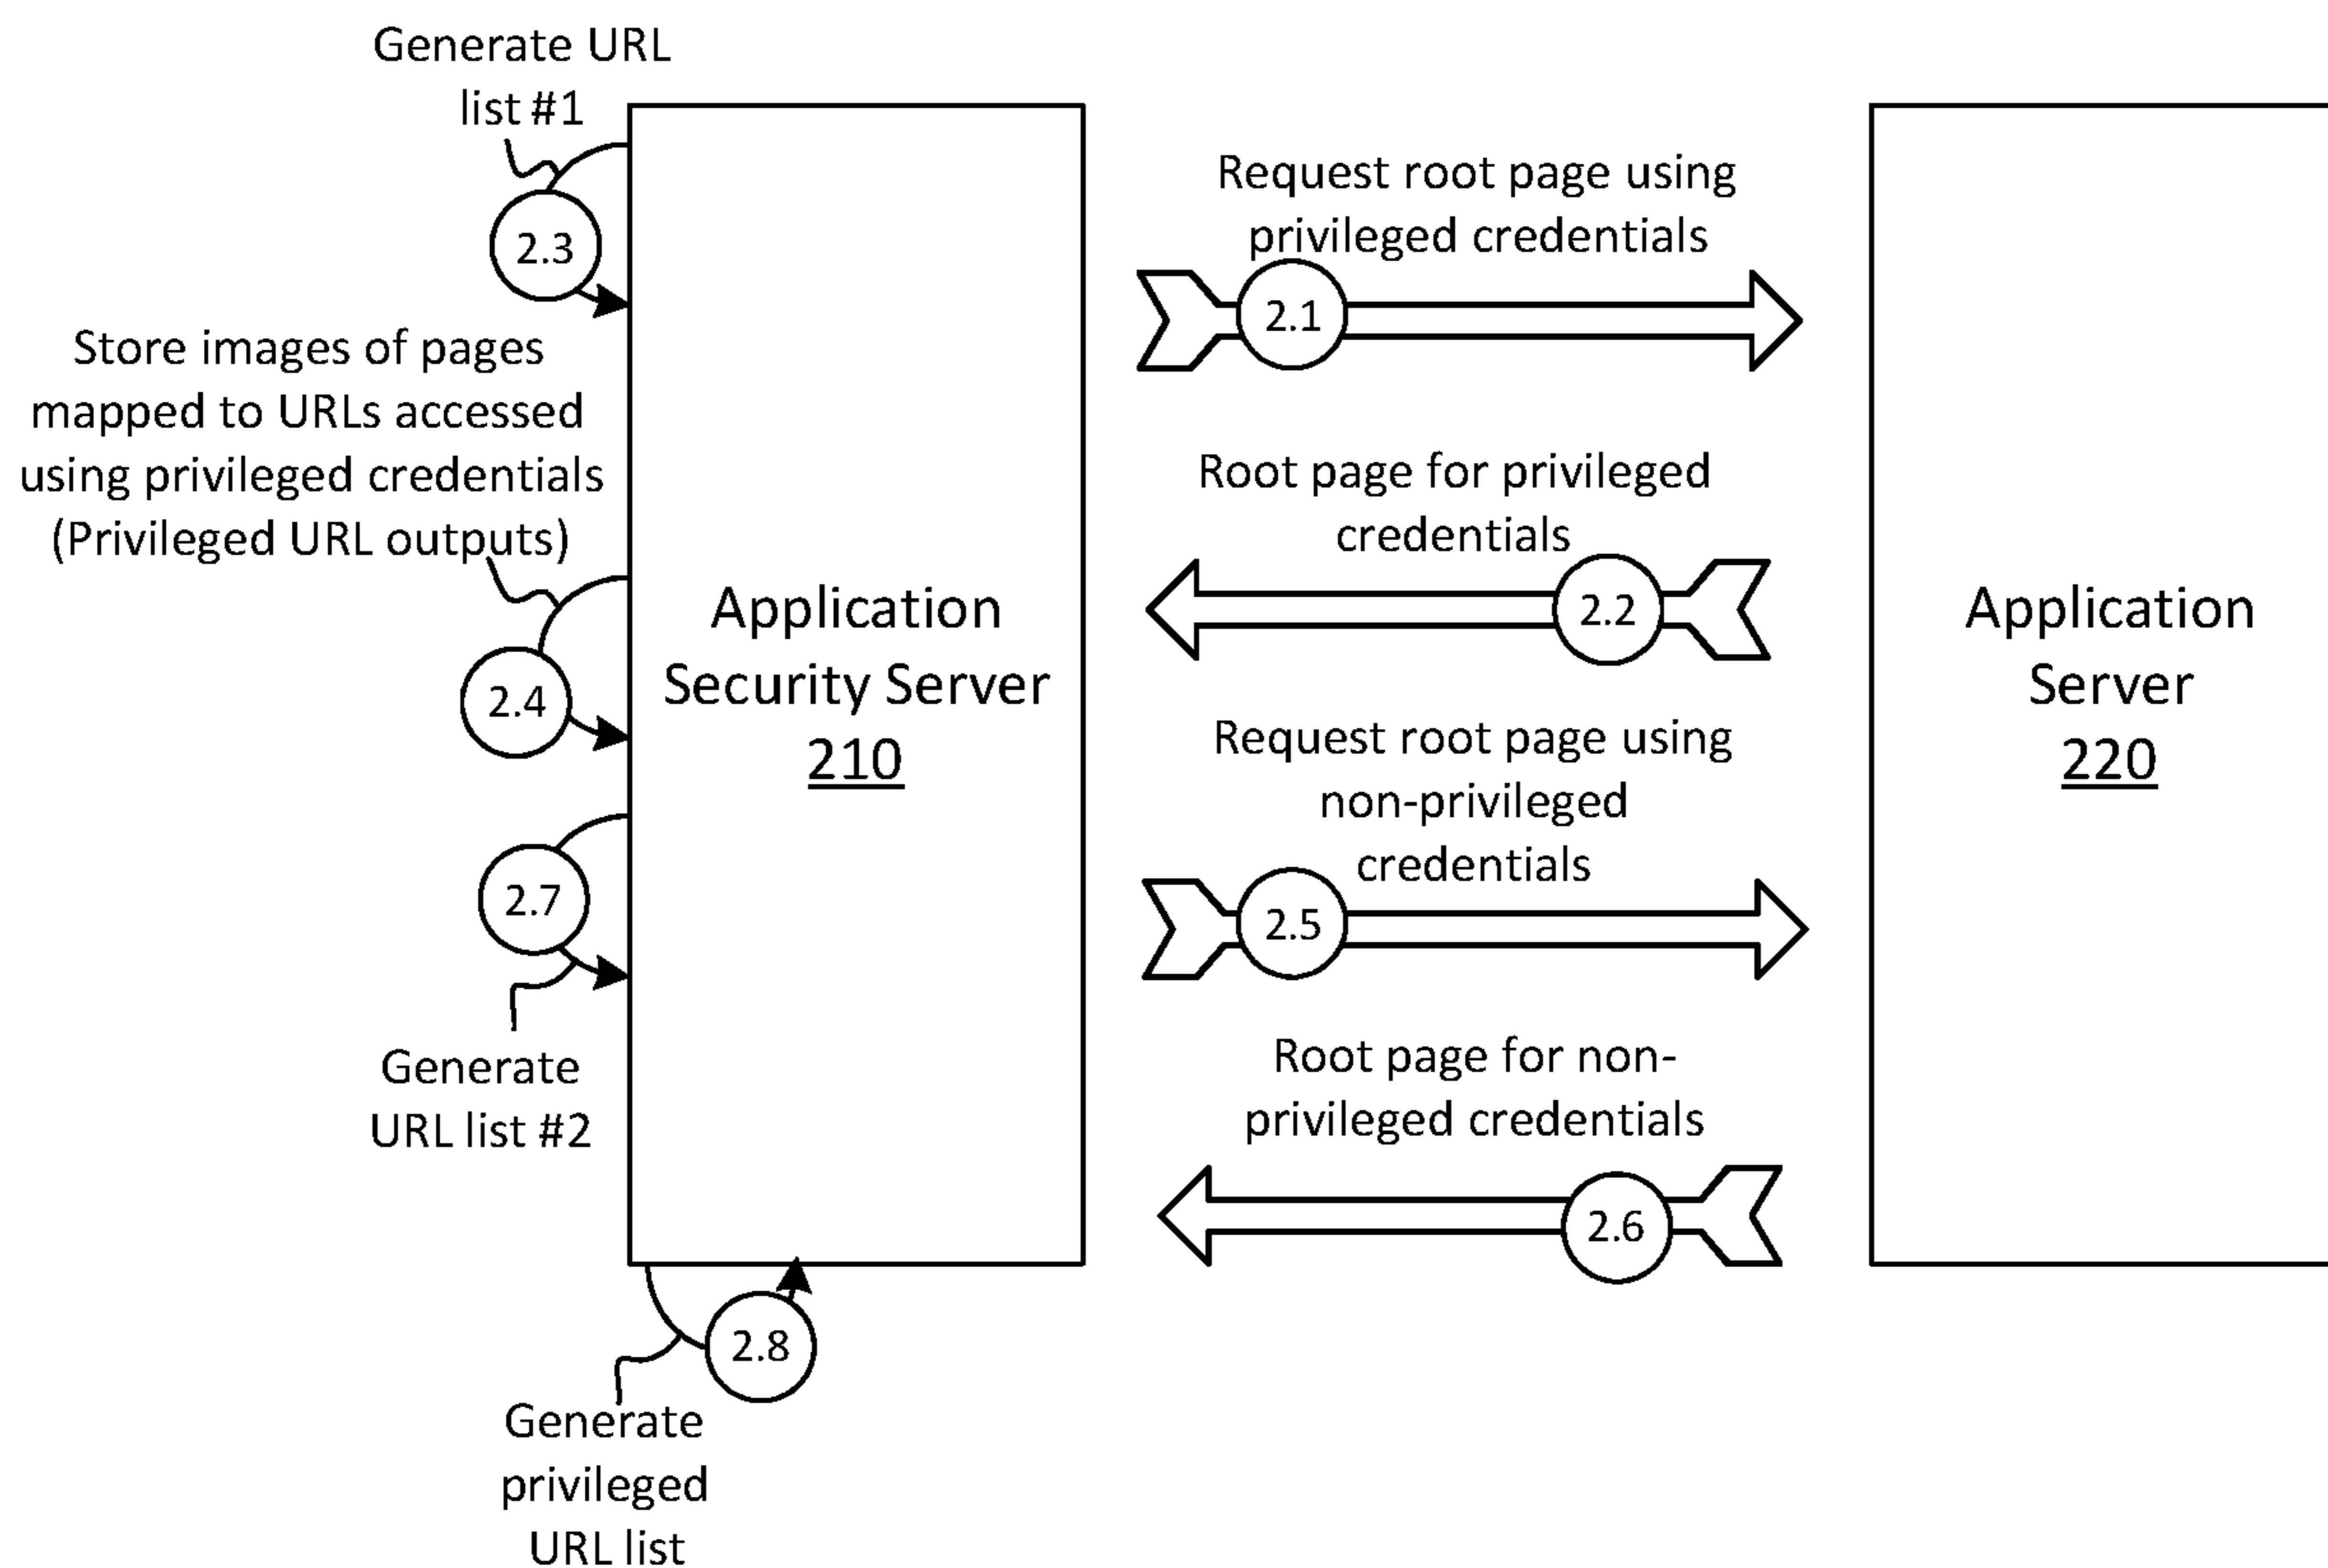 Generate URL
list #1
2.3
Store images of pages
mapped to URLs accessed
using privileged credentials
(Privileged URL outputs)
2.4
2.7
Generate
URL list #2
Application
Security Server
210
2.8
Generate
privileged
URL list
Request root page using
privileged credentials
2.1
Root page for privileged
credentials
2.2
Request root page using
non-privileged
credentials
2.5
Root page for non-
privileged credentials
2.6
Application
Server
220